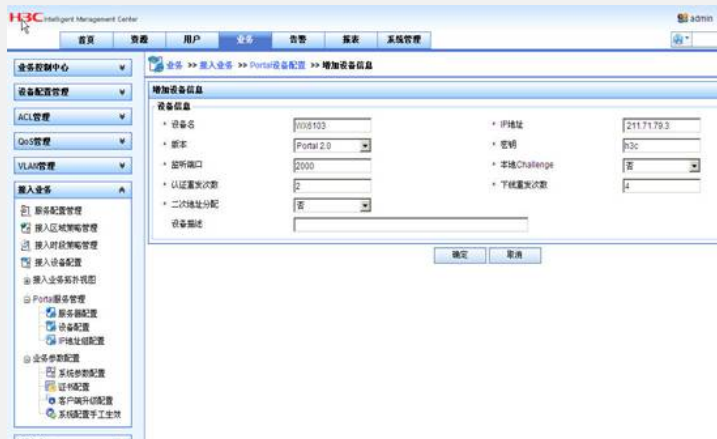 H3C Intelligent Management Center
admin
首页 资源 用户 业务 告警 报表 系统管理
业务控制中心
业务 >> 接入业务 >> Portal设备配置 >> 增加设备信息
设备配置管理
增加设备信息
设备信息
ACL管理
* 设备名 WX6103 * IP地址 211.71.79.3
QoS管理
* 版本 Portal 2.0 * 密钥 h3c
VLAN管理
* 监听端口 2000 * 本地Challenge 否
接入业务
* 认证重发次数 2 * 下线重发次数 4
* 二次地址分配 否
设备描述
确定 取消
服务配置管理
接入区域策略管理
接入时段策略管理
接入设备配置
接入业务拓扑视图
Portal服务管理
服务器配置
设备配置
IP地址组配置
业务参数配置
系统参数配置
证书配置
客户端升级配置
系统配置手工生效